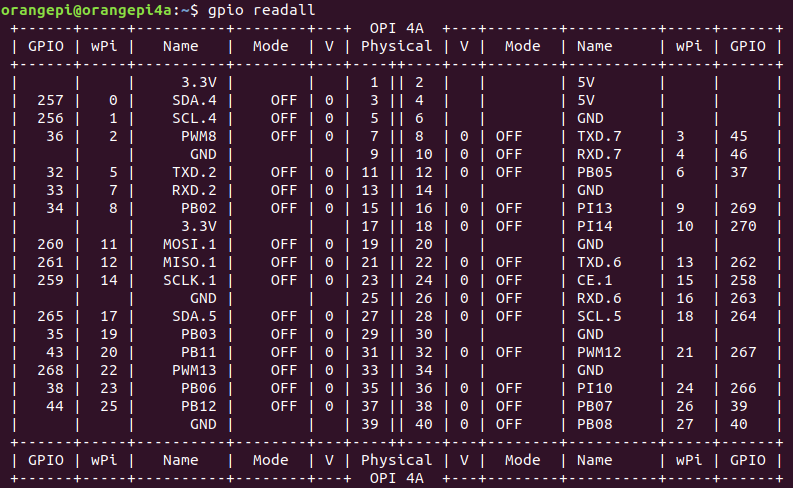 orangepi@orangepi4a:~$ gpio readall
 +------+-----+----------+--------+---+  OPI 4A  +---+--------+----------+-----+------+
 | GPIO | wPi |   Name   |  Mode  | V | Physical | V |  Mode  | Name     | wPi | GPIO |
 +------+-----+----------+--------+---+----++----+---+--------+----------+-----+------+
 |      |     |     3.3V |        |   |  1 || 2  |   |        | 5V       |     |      |
 |  257 |   0 |    SDA.4 |    OFF | 0 |  3 || 4  |   |        | 5V       |     |      |
 |  256 |   1 |    SCL.4 |    OFF | 0 |  5 || 6  |   |        | GND      |     |      |
 |   36 |   2 |     PWM8 |    OFF | 0 |  7 || 8  | 0 | OFF    | TXD.7    | 3   | 45   |
 |      |     |      GND |        |   |  9 || 10 | 0 | OFF    | RXD.7    | 4   | 46   |
 |   32 |   5 |    TXD.2 |    OFF | 0 | 11 || 12 | 0 | OFF    | PB05     | 6   | 37   |
 |   33 |   7 |    RXD.2 |    OFF | 0 | 13 || 14 |   |        | GND      |     |      |
 |   34 |   8 |     PB02 |    OFF | 0 | 15 || 16 | 0 | OFF    | PI13     | 9   | 269  |
 |      |     |     3.3V |        |   | 17 || 18 | 0 | OFF    | PI14     | 10  | 270  |
 |  260 |  11 |   MOSI.1 |    OFF | 0 | 19 || 20 |   |        | GND      |     |      |
 |  261 |  12 |   MISO.1 |    OFF | 0 | 21 || 22 | 0 | OFF    | TXD.6    | 13  | 262  |
 |  259 |  14 |   SCLK.1 |    OFF | 0 | 23 || 24 | 0 | OFF    | CE.1     | 15  | 258  |
 |      |     |      GND |        |   | 25 || 26 | 0 | OFF    | RXD.6    | 16  | 263  |
 |  265 |  17 |    SDA.5 |    OFF | 0 | 27 || 28 | 0 | OFF    | SCL.5    | 18  | 264  |
 |   35 |  19 |     PB03 |    OFF | 0 | 29 || 30 |   |        | GND      |     |      |
 |   43 |  20 |     PB11 |    OFF | 0 | 31 || 32 | 0 | OFF    | PWM12    | 21  | 267  |
 |  268 |  22 |    PWM13 |    OFF | 0 | 33 || 34 |   |        | GND      |     |      |
 |   38 |  23 |     PB06 |    OFF | 0 | 35 || 36 | 0 | OFF    | PI10     | 24  | 266  |
 |   44 |  25 |     PB12 |    OFF | 0 | 37 || 38 | 0 | OFF    | PB07     | 26  | 39   |
 |      |     |      GND |        |   | 39 || 40 | 0 | OFF    | PB08     | 27  | 40   |
 +------+-----+----------+--------+---+----++----+---+--------+----------+-----+------+
 | GPIO | wPi |   Name   |  Mode  | V | Physical | V |  Mode  | Name     | wPi | GPIO |
 +------+-----+----------+--------+---+  OPI 4A  +---+--------+----------+-----+------+